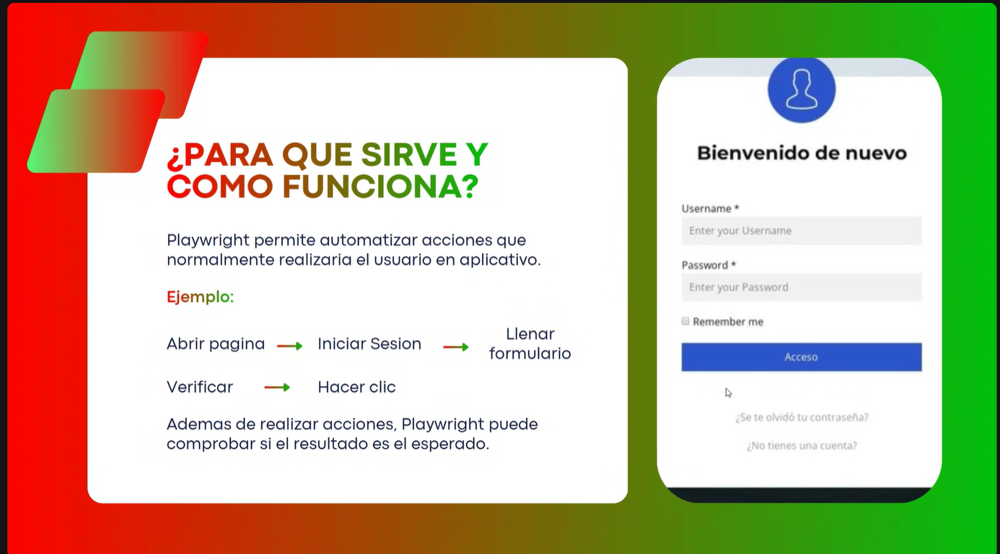 ¿PARA QUE SIRVE Y
COMO FUNCIONA?
Playwright permite automatizar acciones que
normalmente realizaria el usuario en aplicativo.
Ejemplo:
Abrir pagina
Iniciar Sesion
Llenar
formulario
Verificar
Hacer clic
Ademas de realizar acciones, Playwright puede
comprobar si el resultado es el esperado.
Bienvenido de nuevo
Username *
Enter your Username
Password *
Enter your Password
Remember me
Acceso
¿Se te olvidó tu contraseña?
¿No tienes una cuenta?